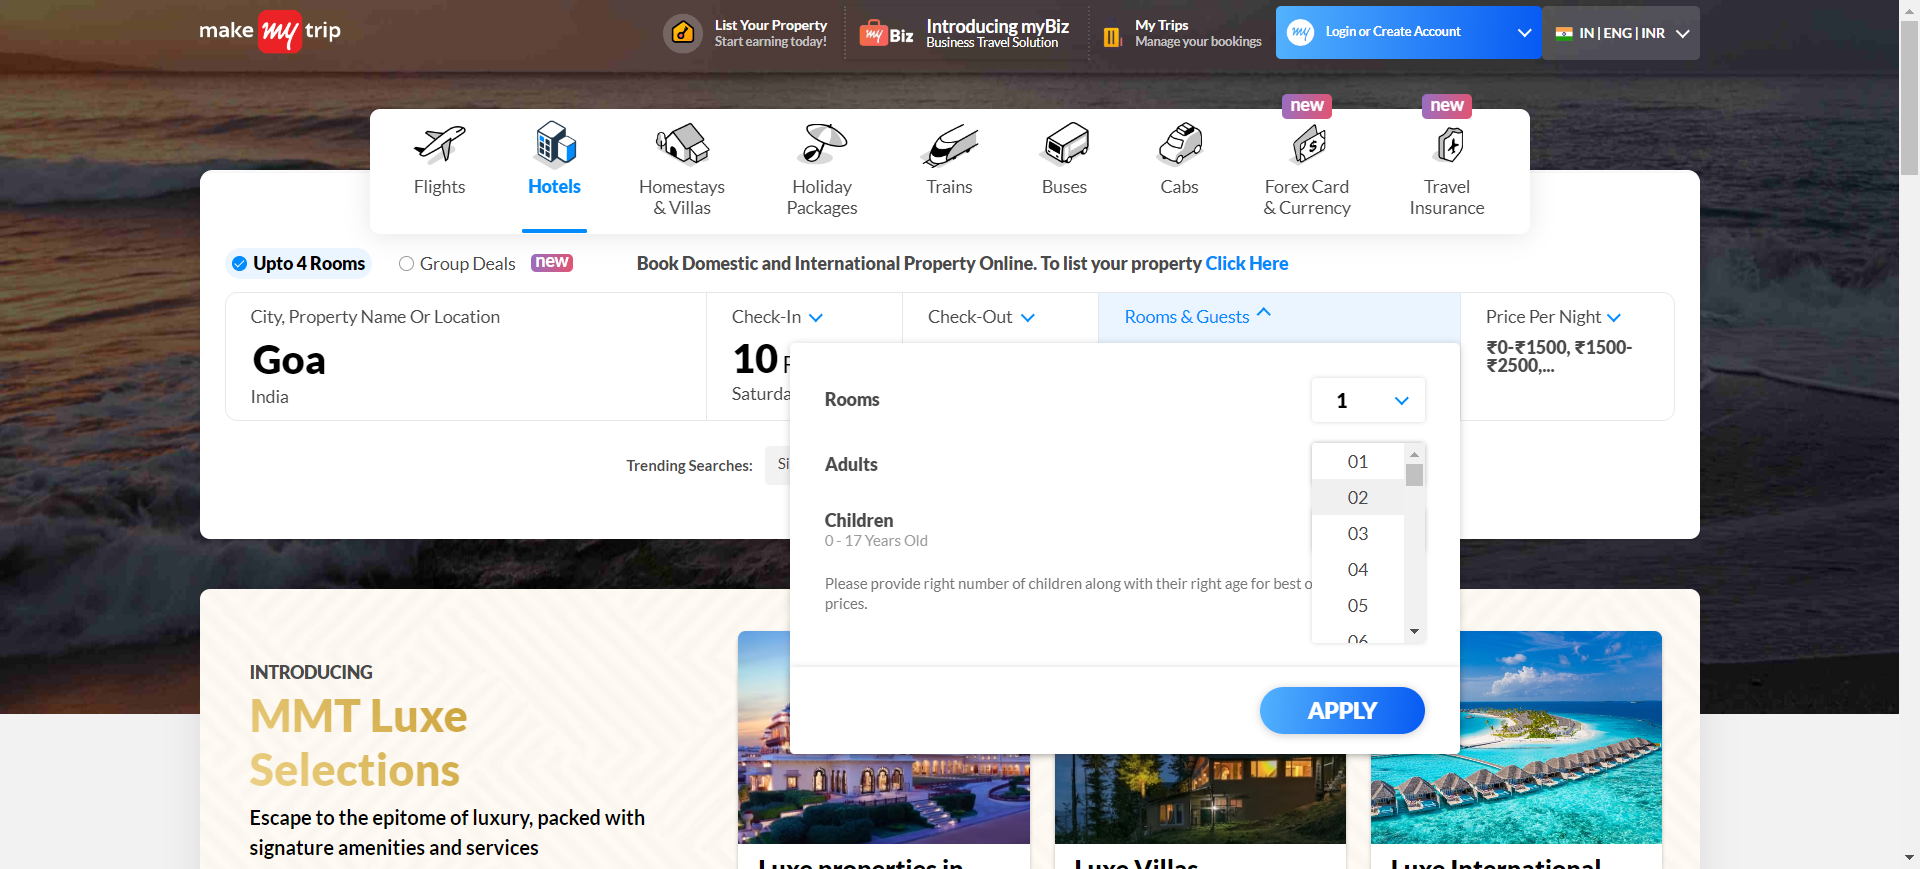 make my trip
List Your Property
Start earning today!
my Biz
Introducing myBiz
Business Travel Solution
My Trips
Manage your bookings
my
Login or Create Account
IN | ENG | INR
new
new
Flights
Hotels
Homestays
& Villas
Holiday
Packages
Trains
Buses
Cabs
Forex Card
& Currency
Travel
Insurance
Upto 4 Rooms
Group Deals
new
Book Domestic and International Property Online. To list your property Click Here
City, Property Name Or Location
Goa
India
Check-In
10
Saturda
Check-Out
Rooms & Guests
Price Per Night
₹0-₹1500, ₹1500-
₹2500,...
Rooms
1
Adults
01
02
03
04
05
06
Children
0 - 17 Years Old
Please provide right number of children along with their right age for best o
prices.
APPLY
Trending Searches:
Si
INTRODUCING
MMT Luxe
Selections
Escape to the epitome of luxury, packed with
signature amenities and services
Luxe properties in
Luxe Villas
Luxe International